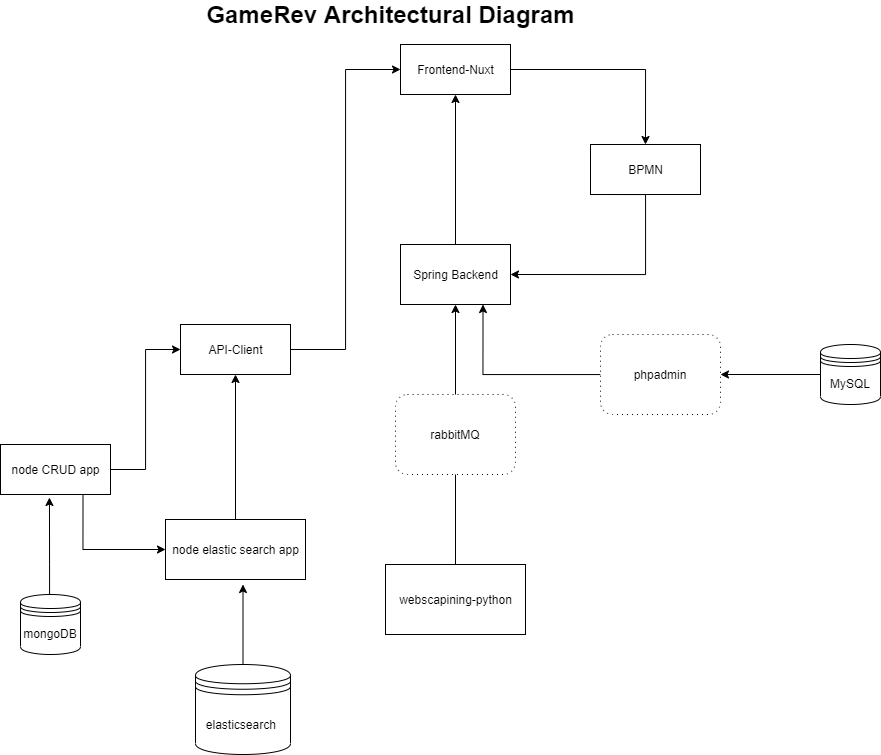 GameRev Architectural Diagram
Frontend-Nuxt
BPMN
Spring Backend
API-Client
phpadmin
MySQL
rabbitMQ
node CRUD app
node elastic search app
webscapining-python
mongoDB
elasticsearch